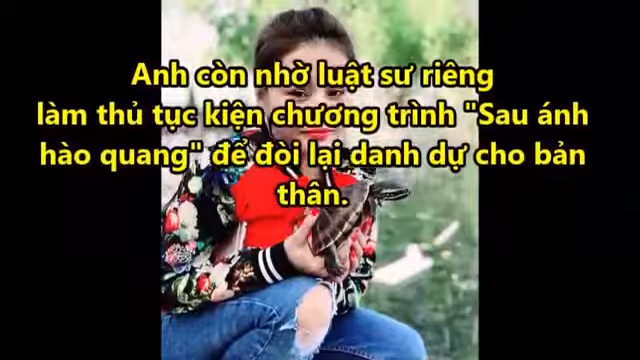 Anh còn nhờ luật sư riêng
làm thủ tục kiện chương trình "Sau ánh
hào quang" để đòi lại danh dự cho bản
thân.